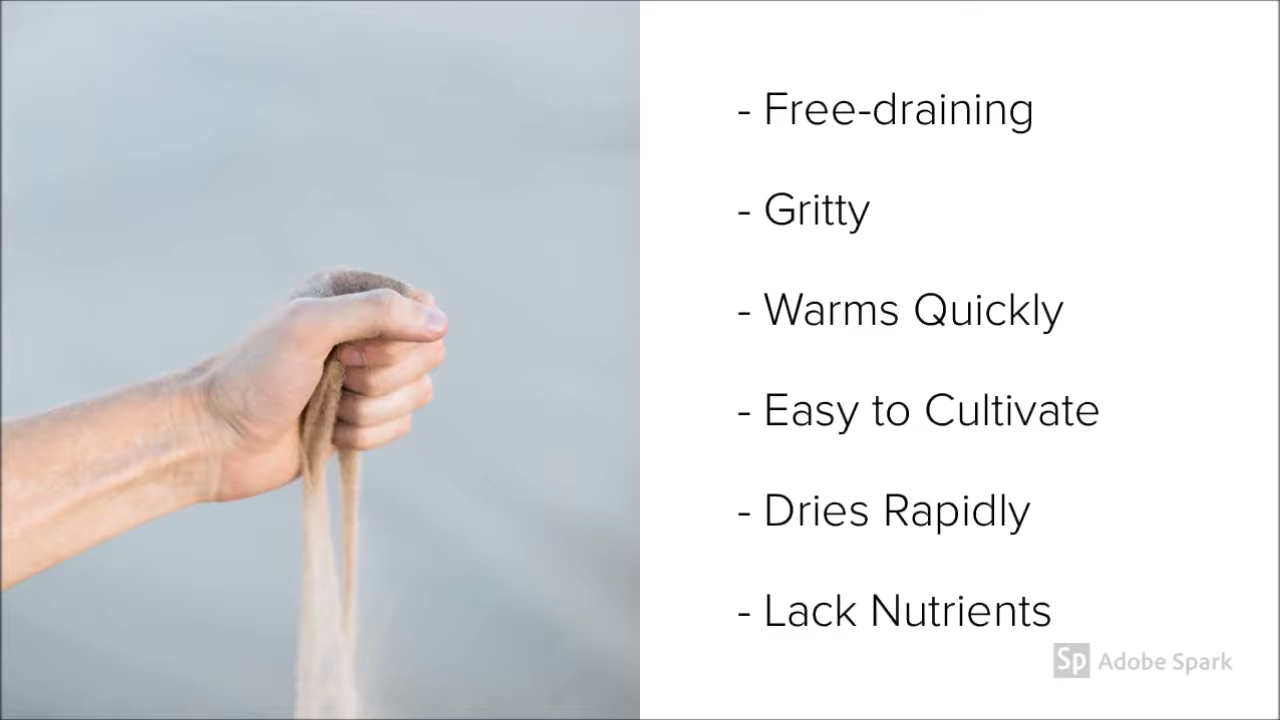 - Free-draining
- Gritty
- Warms Quickly
- Easy to Cultivate
- Dries Rapidly
- Lack Nutrients
Sp Adobe Spark